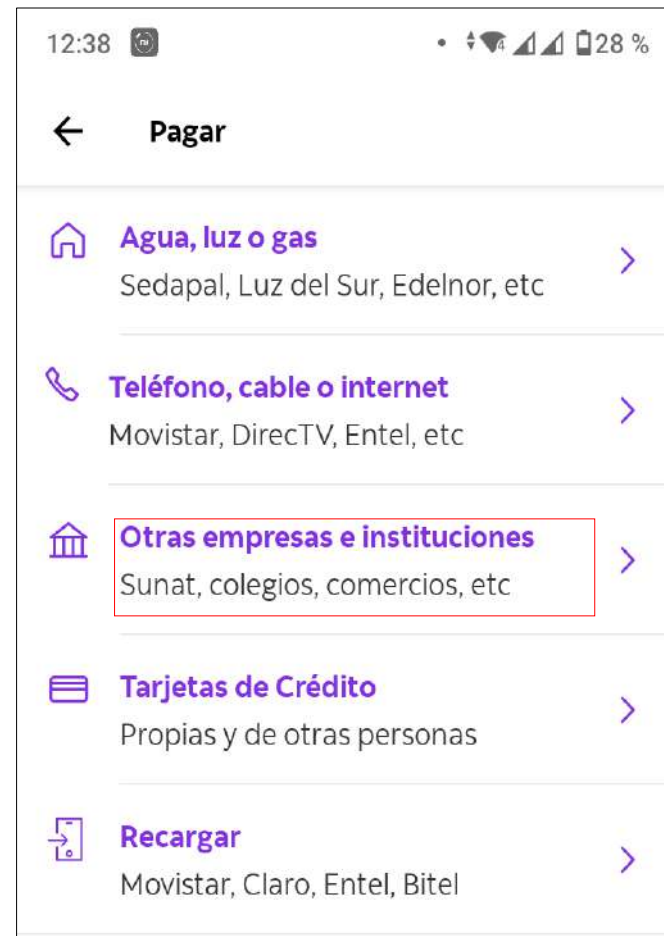 12:38 28 %
Pagar
Agua, luz o gas
Sedapal, Luz del Sur, Edelnor, etc
Teléfono, cable o internet
Movistar, DirecTV, Entel, etc
Otras empresas e instituciones
Sunat, colegios, comercios, etc
Tarjetas de Crédito
Propias y de otras personas
Recargar
Movistar, Claro, Entel, Bitel